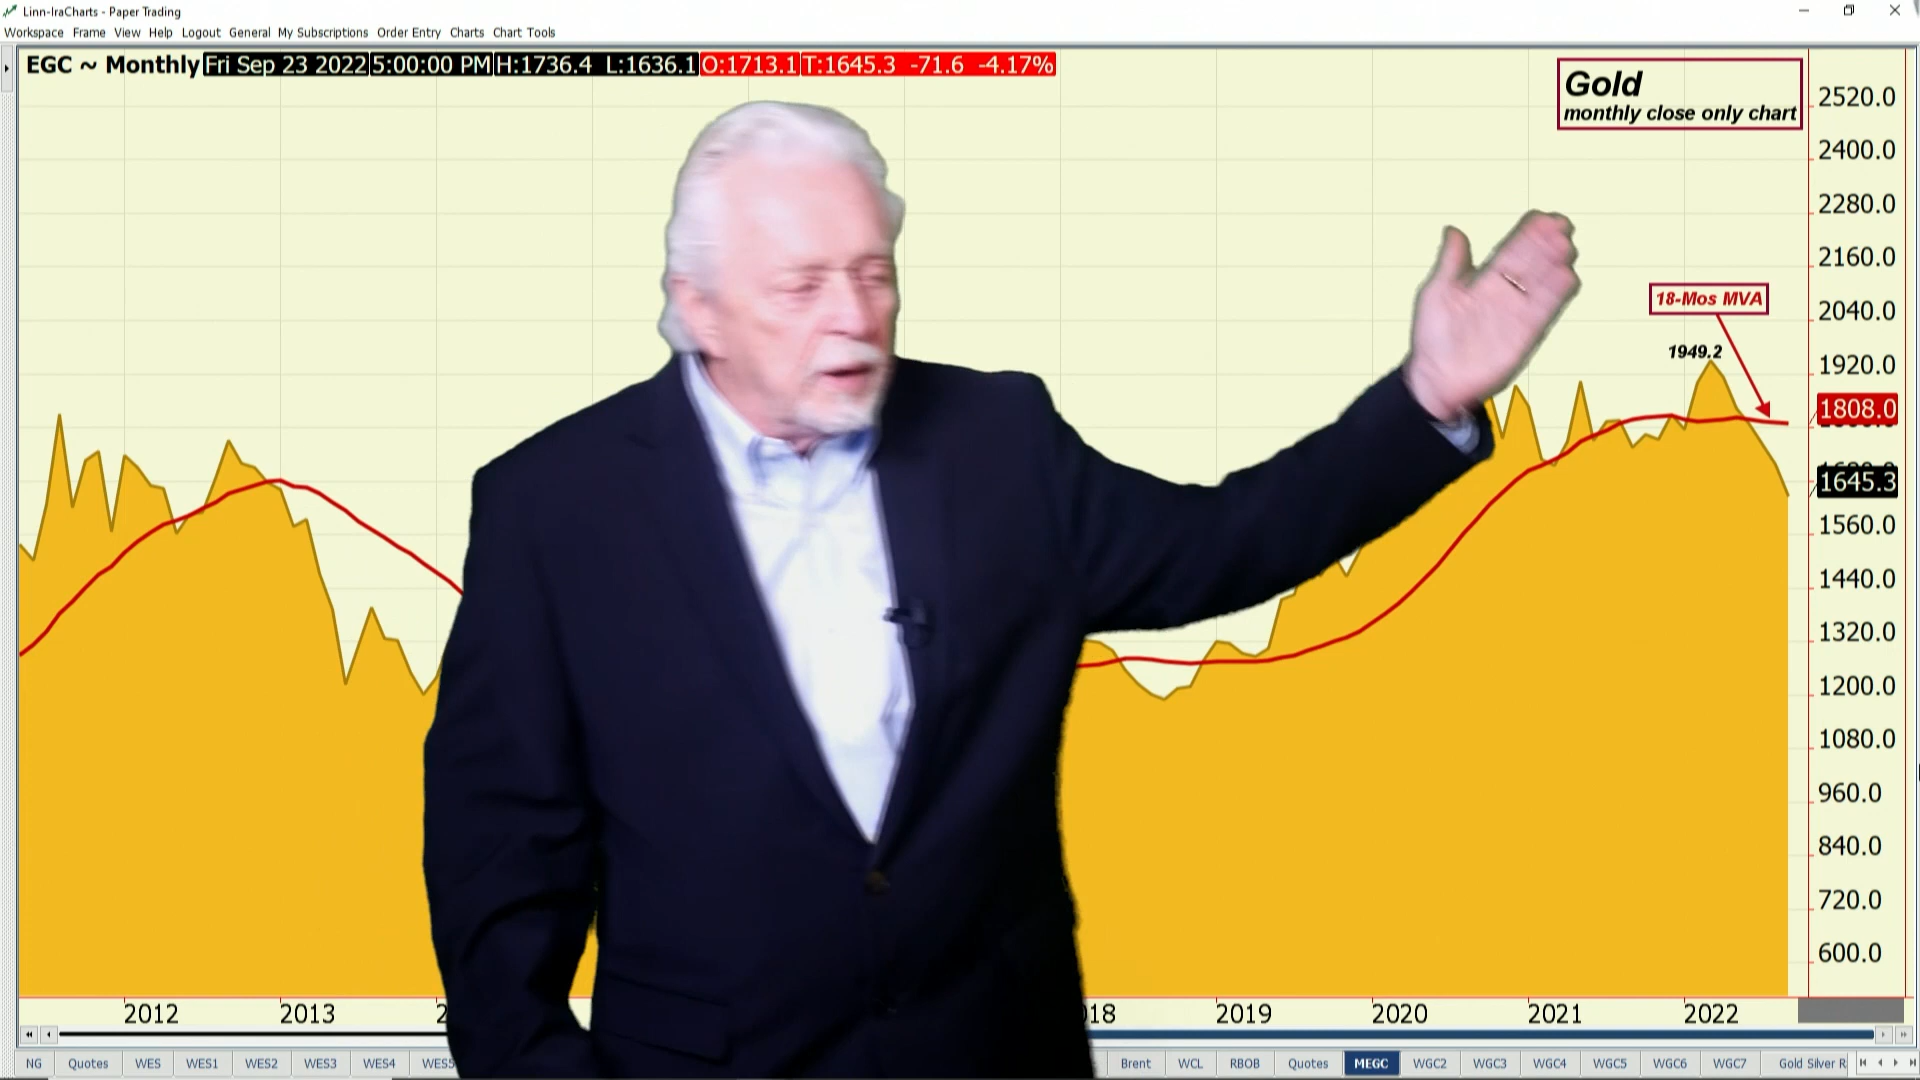 Linn-IraCharts - Paper Trading
Workspace Frame View Help Logout General My Subscriptions Order Entry Charts Chart Tools
EGC ~ Monthly Fri Sep 23 2022 5:00:00 PM H:1736.4 L:1636.1 O:1713.1 T:1645.3 -71.6 -4.17%
Gold
monthly close only chart
2520.0
2400.0
2280.0
2160.0
18-Mos MVA
2040.0
1949.2
1920.0
1808.0
1645.3
1560.0
1440.0
1320.0
1200.0
1080.0
960.0
840.0
720.0
600.0
2012 2013 2019 2020 2021 2022
NG Quotes WES WES1 WES2 WES3 WES4 WES5 Brent WCL RBOB Quotes MEGC WGC2 WGC3 WGC4 WGC5 WGC6 WGC7 Gold Silver R